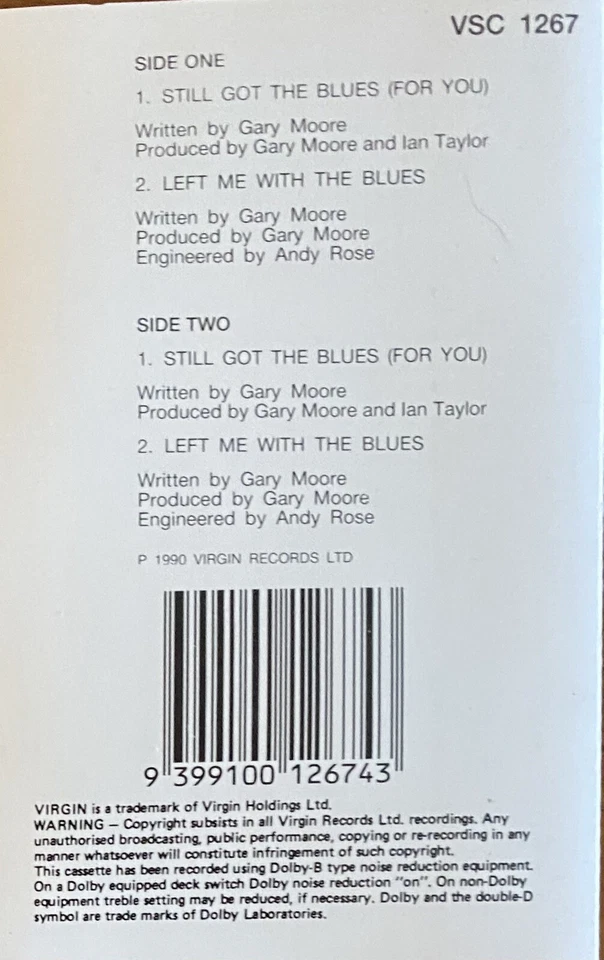 VSC 1267
SIDE ONE
1. STILL GOT THE BLUES (FOR YOU)
Written by Gary Moore
Produced by Gary Moore and Ian Taylor
2. LEFT ME WITH THE BLUES
Written by Gary Moore
Produced by Gary Moore
Engineered by Andy Rose
SIDE TWO
1. STILL GOT THE BLUES (FOR YOU)
Written by Gary Moore
Produced by Gary Moore and Ian Taylor
2. LEFT ME WITH THE BLUES
Written by Gary Moore
Produced by Gary Moore
Engineered by Andy Rose
P 1990 VIRGIN RECORDS LTD
9 399100 126743
VIRGIN is a trademark of Virgin Holdings Ltd.
WARNING — Copyright subsists in all Virgin Records Ltd. recordings. Any
unauthorised broadcasting, public performance, copying or re-recording in any
manner whatsoever will constitute infringement of such copyright.
This cassette has been recorded using Dolby-B type noise reduction equipment.
On a Dolby equipped deck switch Dolby noise reduction "on". On non-Dolby
equipment treble setting may be reduced, if necessary. Dolby and the double-D
symbol are trade marks of Dolby Laboratories.